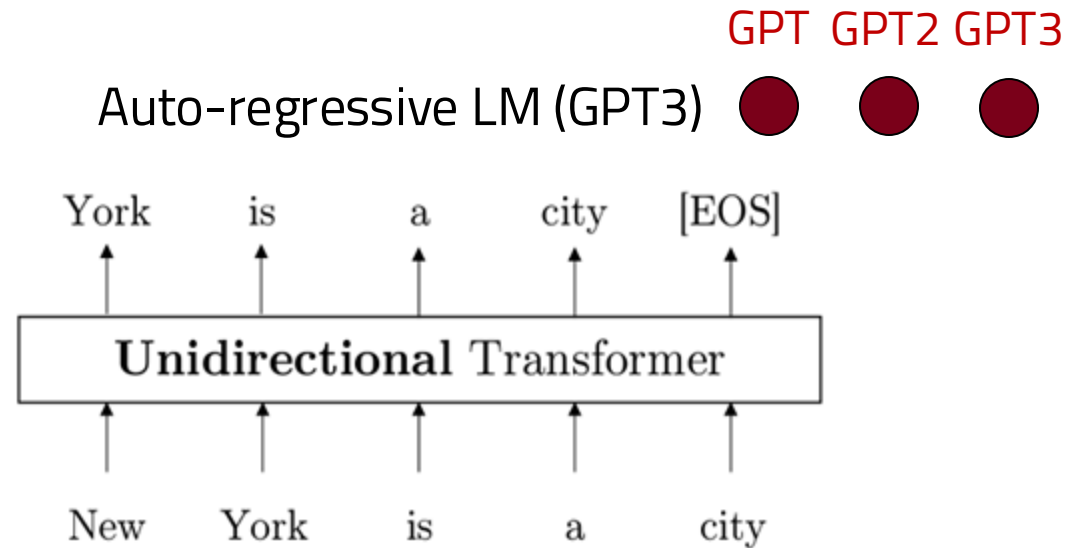 GPT GPT2 GPT3
Auto-regressive LM (GPT3)
York is a city [EOS]
Unidirectional Transformer
New York is a city